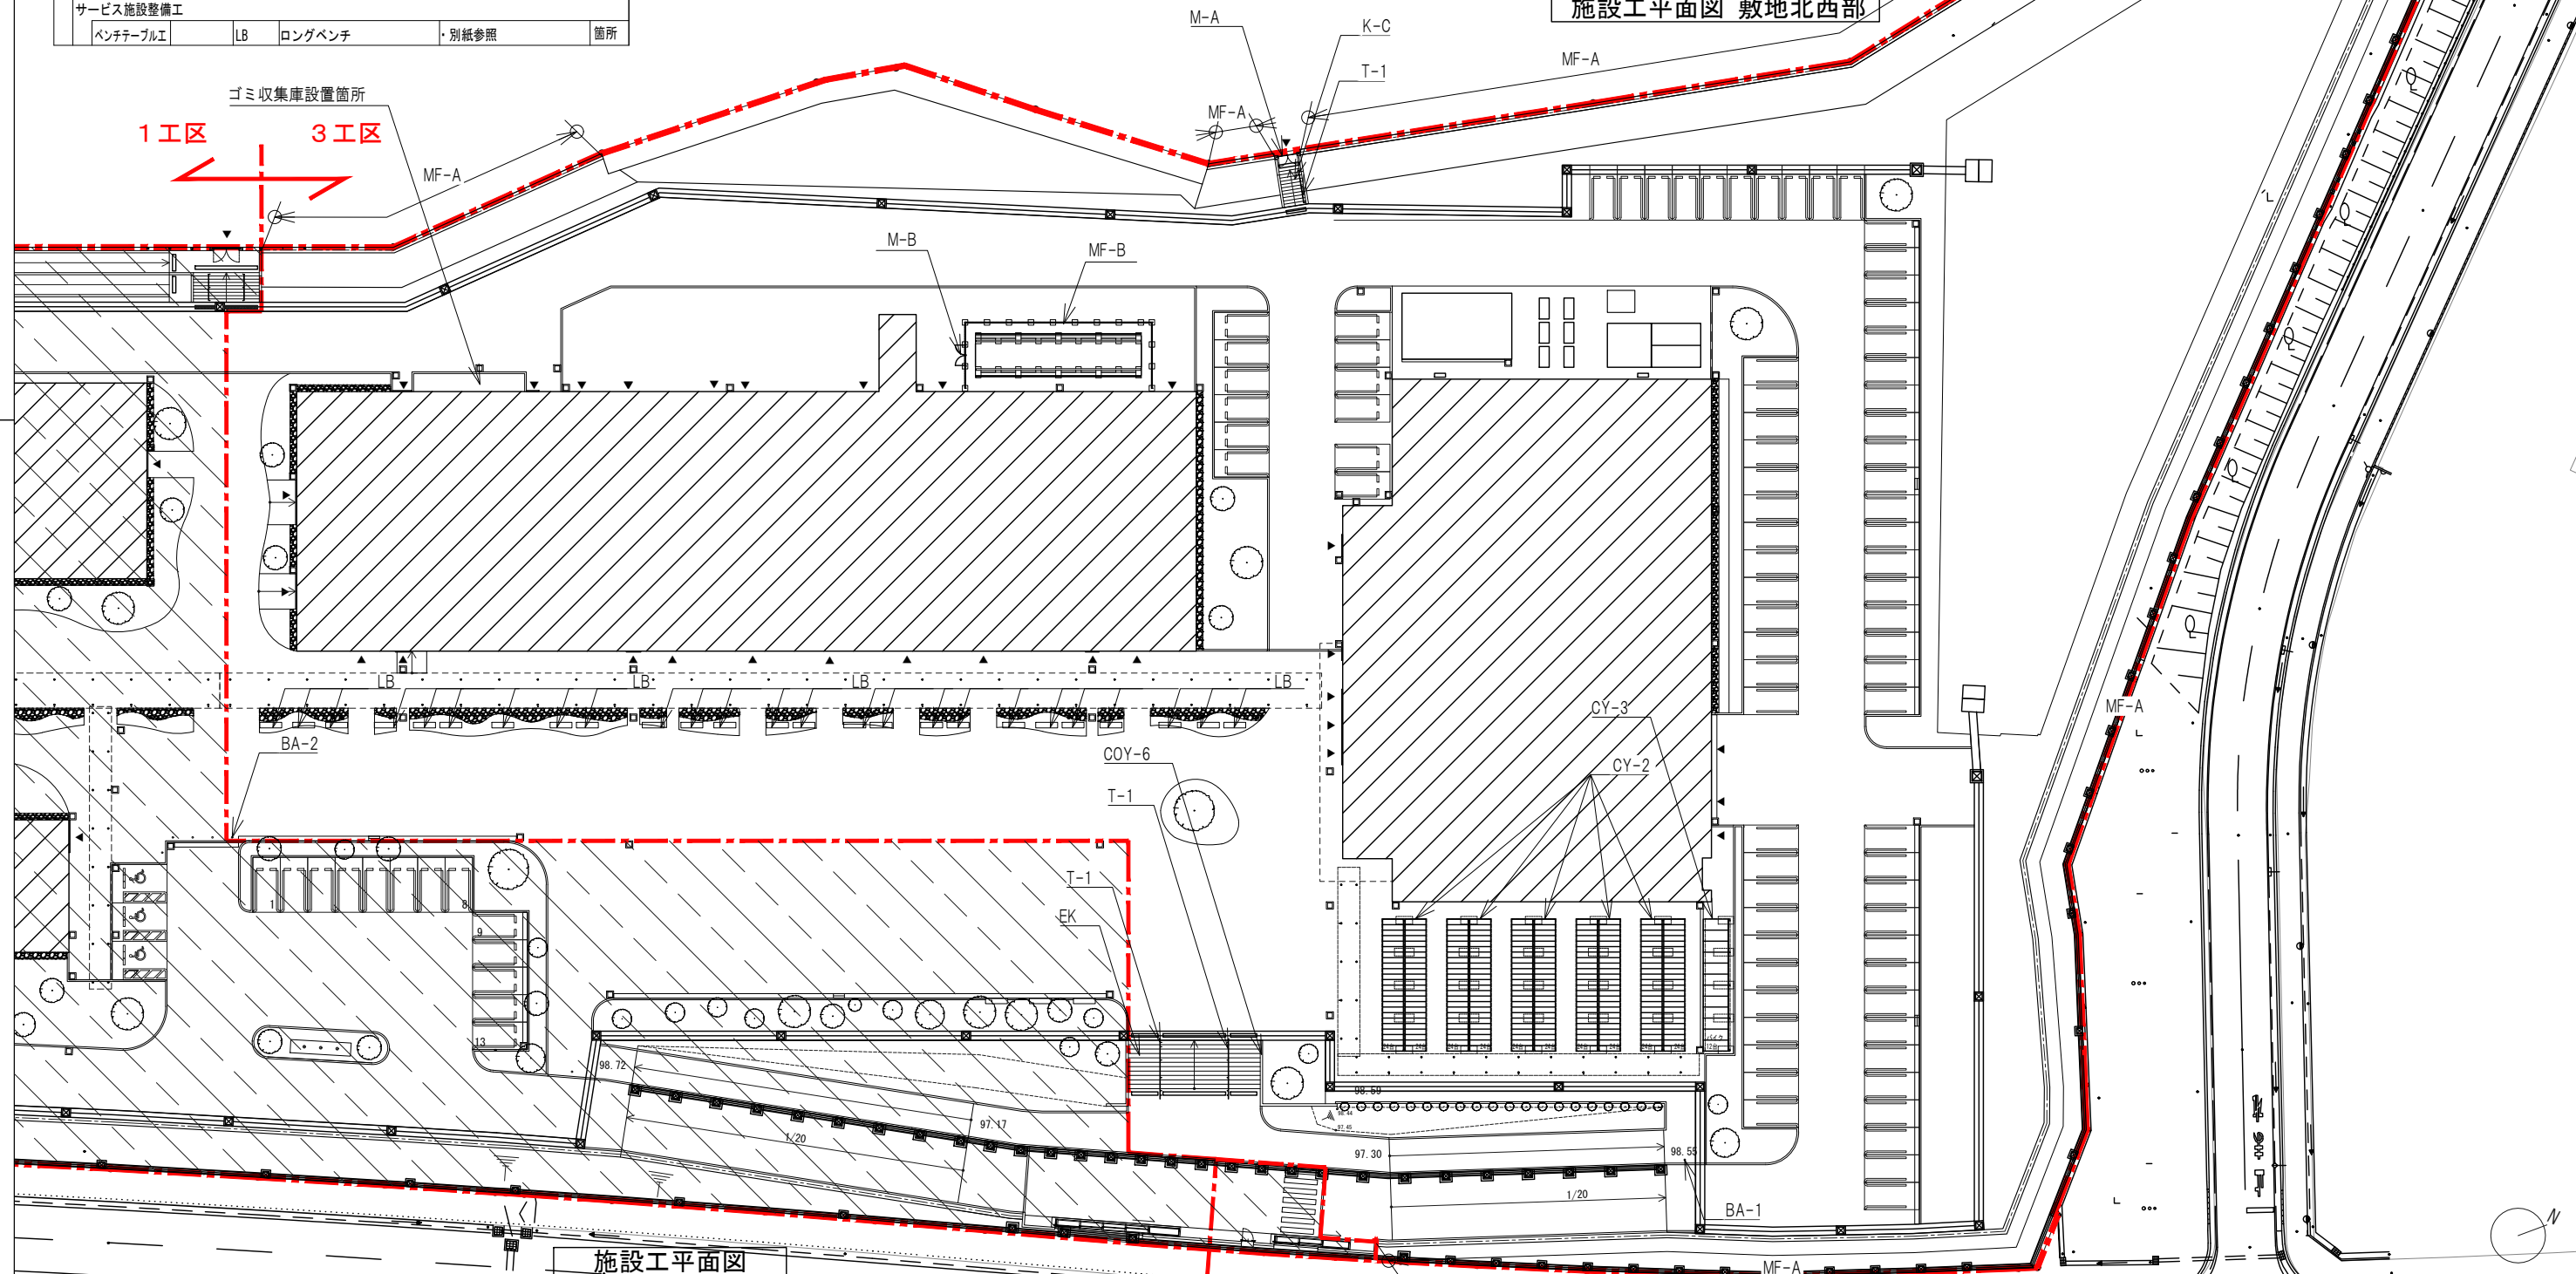 サービス施設整備工
ベンチテーブルエ LB ロングベンチ ・別紙参照 箇所
施設工平面図 敷地北西部
M-A
K-C
T-1
MF-A
MF-A
ゴミ収集庫設置箇所
1工区 3工区
MF-A
M-B
MF-B
LB LB LB LB
MF-A
BA-2
COY-6
CY-3
CY-2
T-1
T-1
EK
1 8
9
13
98.72
97.17
1/20
98.59
97.30
98.55
1/20
BA-1
MF-A
施設工平面図
N